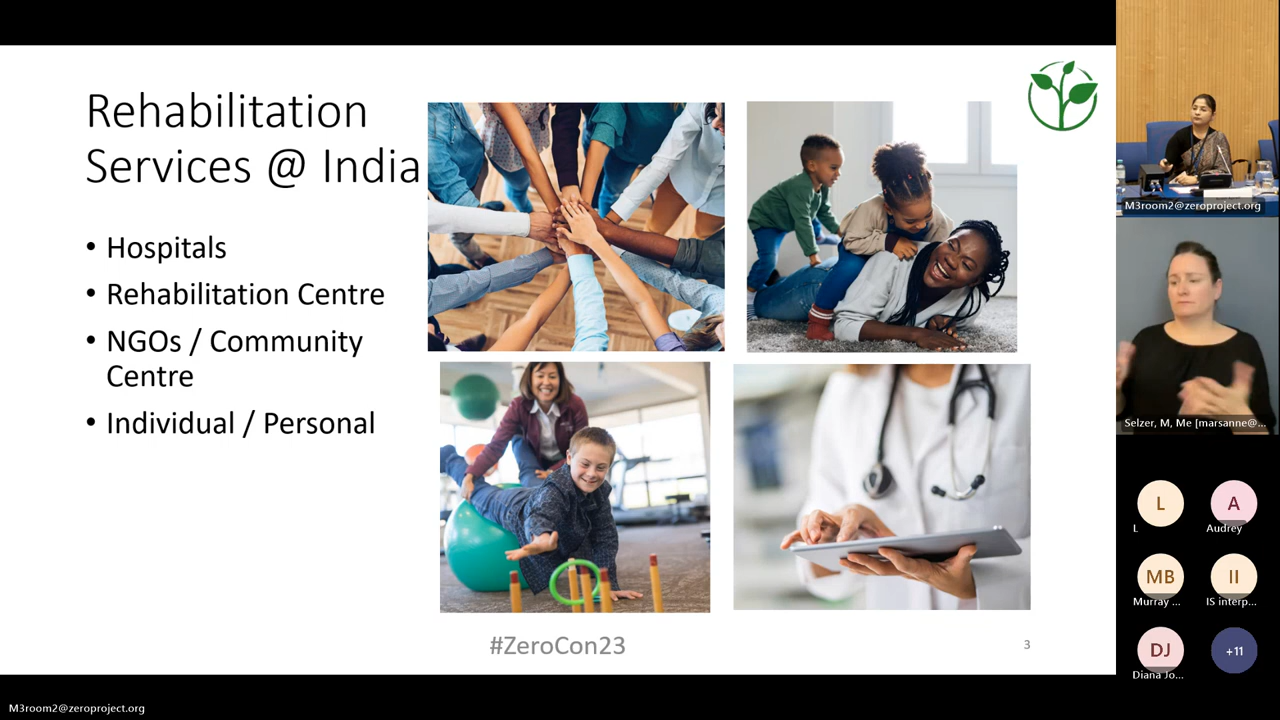 Rehabilitation
Services @ India
• Hospitals
• Rehabilitation Centre
• NGOs / Community
Centre
• Individual / Personal
#ZeroCon23
3
M3room2@zeroproject.org
Selzer, M, Me [marsanne@...
L
L
A
Audrey
MB
Murray ...
II
IS interp...
DJ
Diana Jo...
+11
M3room2@zeroproject.org